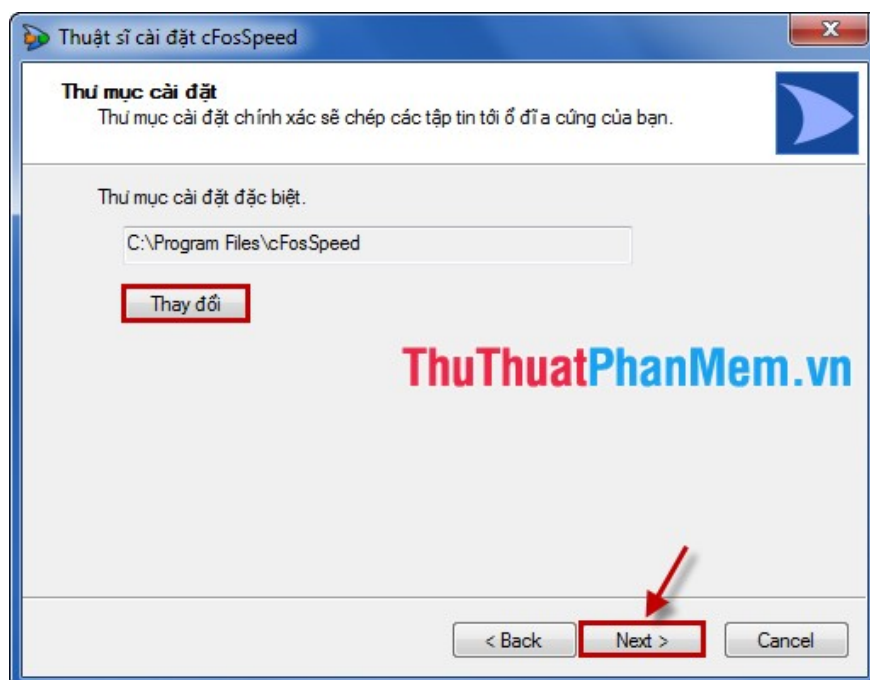 Thuật sĩ cài đặt cFosSpeed
Thư mục cài đặt
Thư mục cài đặt chính xác sẽ chép các tập tin tới ổ đĩa cứng của bạn.
Thư mục cài đặt đặc biệt.
C:\Program Files\cFosSpeed
Thay đổi
ThuThuatPhanMem.vn
< Back Next > Cancel